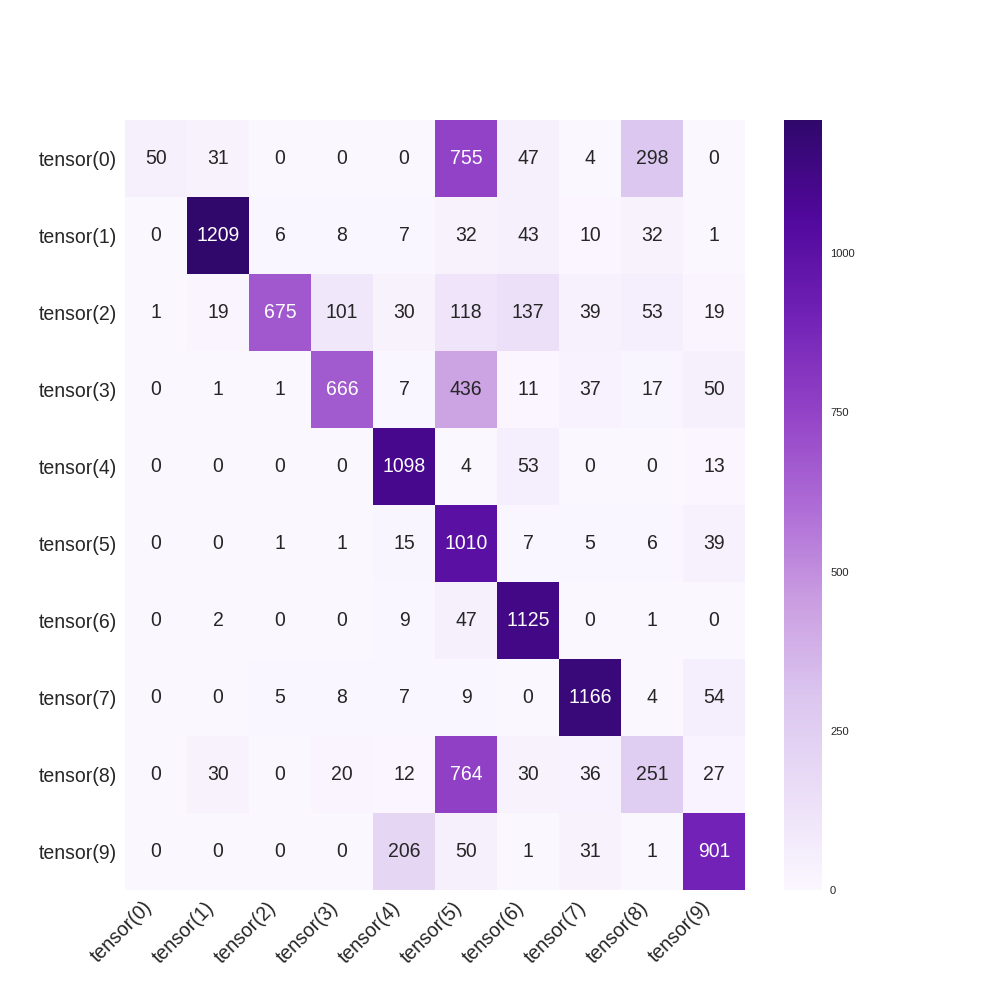 tensor(0) 50 31 0 0 0 755 47 4 298 0
tensor(1) 0 1209 6 8 7 32 43 10 32 1
tensor(2) 1 19 675 101 30 118 137 39 53 19
tensor(3) 0 1 1 666 7 436 11 37 17 50
tensor(4) 0 0 0 0 1098 4 53 0 0 13
tensor(5) 0 0 1 1 15 1010 7 5 6 39
tensor(6) 0 2 0 0 9 47 1125 0 1 0
tensor(7) 0 0 5 8 7 9 0 1166 4 54
tensor(8) 0 30 0 20 12 764 30 36 251 27
tensor(9) 0 0 0 0 206 50 1 31 1 901
tensor(0) tensor(1) tensor(2) tensor(3) tensor(4) tensor(5) tensor(6) tensor(7) tensor(8) tensor(9)
1000
750
500
250
0